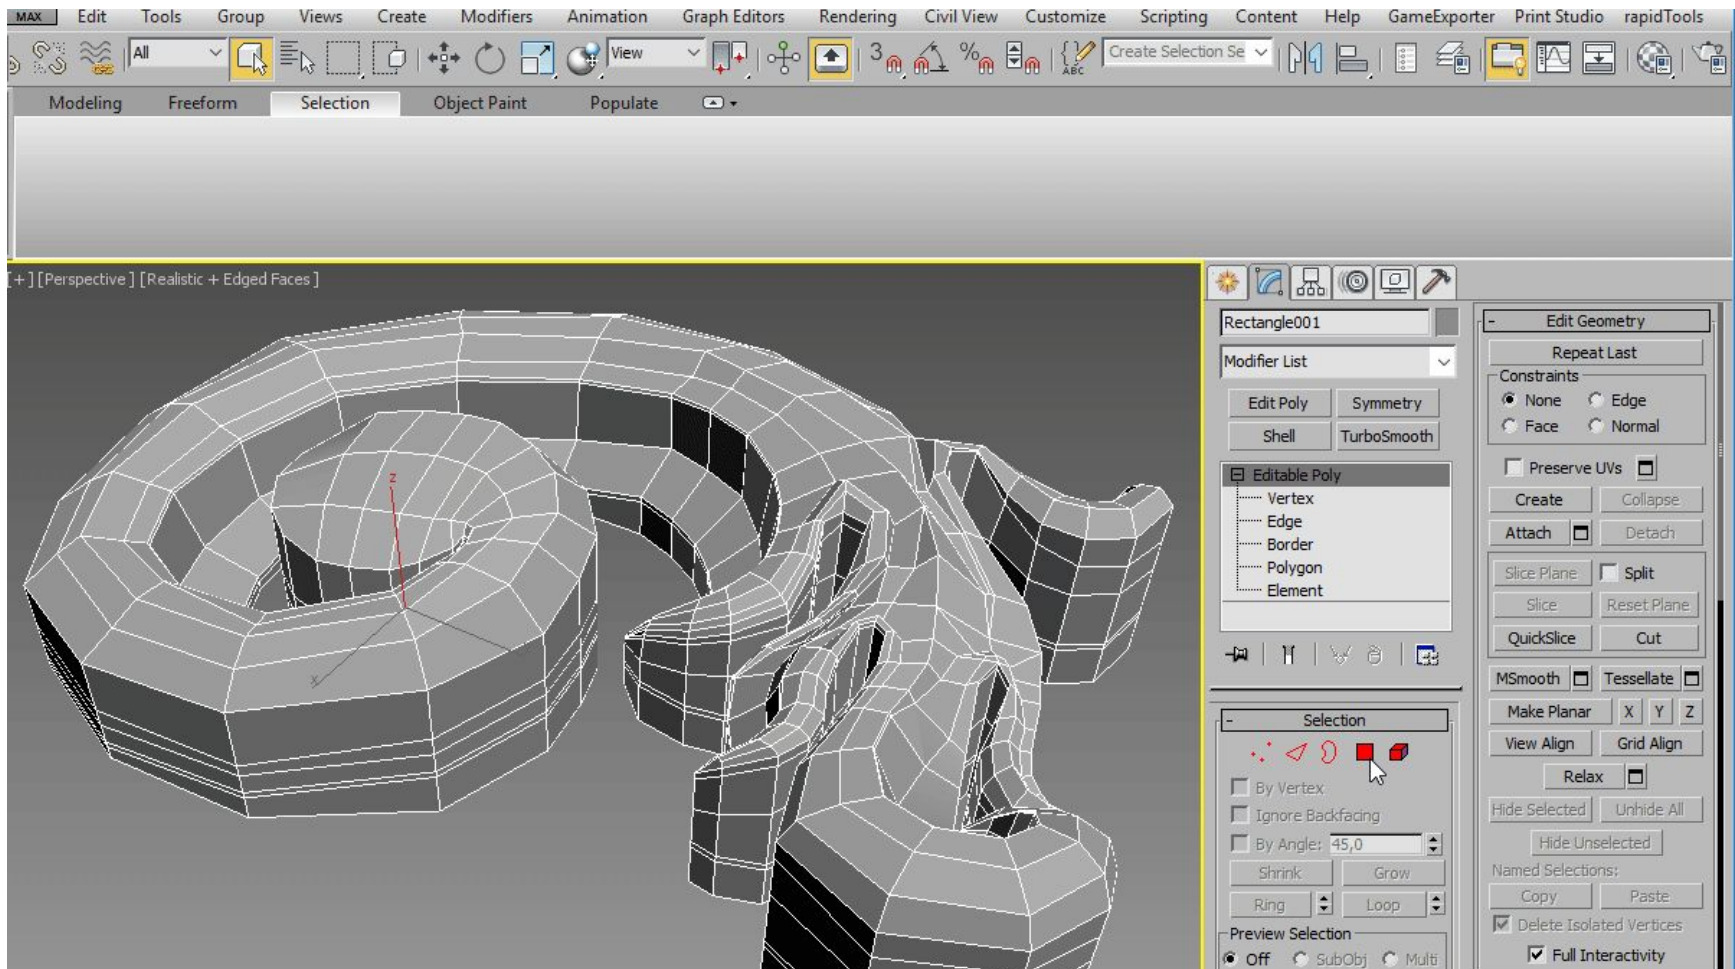 MAX Edit Tools Group Views Create Modifiers Animation Graph Editors Rendering Civil View Customize Scripting Content Help GameExporter Print Studio rapidTools
All View 3 % ABC Create Selection Se
Modeling Freeform Selection Object Paint Populate
[+] [Perspective] [Realistic + Edged Faces]
z
x
Rectangle001
Modifier List
Edit Poly Symmetry
Shell TurboSmooth
Editable Poly
Vertex
Edge
Border
Polygon
Element
- Selection
By Vertex
Ignore Backfacing
By Angle: 45,0
Shrink Grow
Ring Loop
Preview Selection
Off SubObj Multi
- Edit Geometry
Repeat Last
Constraints
None Edge
Face Normal
Preserve UVs
Create Collapse
Attach Detach
Slice Plane Split
Slice Reset Plane
QuickSlice Cut
MSmooth Tessellate
Make Planar X Y Z
View Align Grid Align
Relax
Hide Selected Unhide All
Hide Unselected
Named Selections:
Copy Paste
Delete Isolated Vertices
Full Interactivity